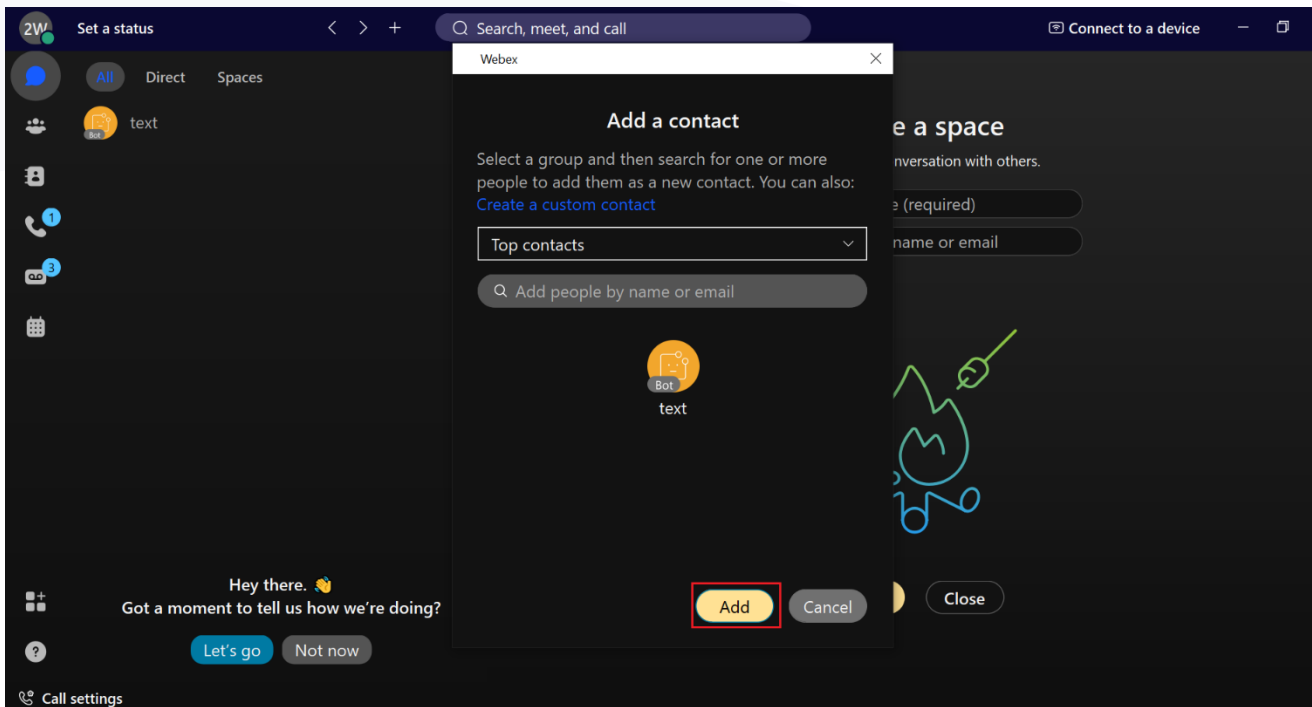 2W Set a status
Search, meet, and call
Connect to a device
All Direct Spaces
Bot
text
1
3
Hey there. 👋
Got a moment to tell us how we're doing?
Let's go Not now
Call settings
Webex
Add a contact
Select a group and then search for one or more
people to add them as a new contact. You can also:
Create a custom contact
Top contacts
Add people by name or email
Bot
text
Add Cancel
e a space
nversation with others.
e (required)
name or email
Close